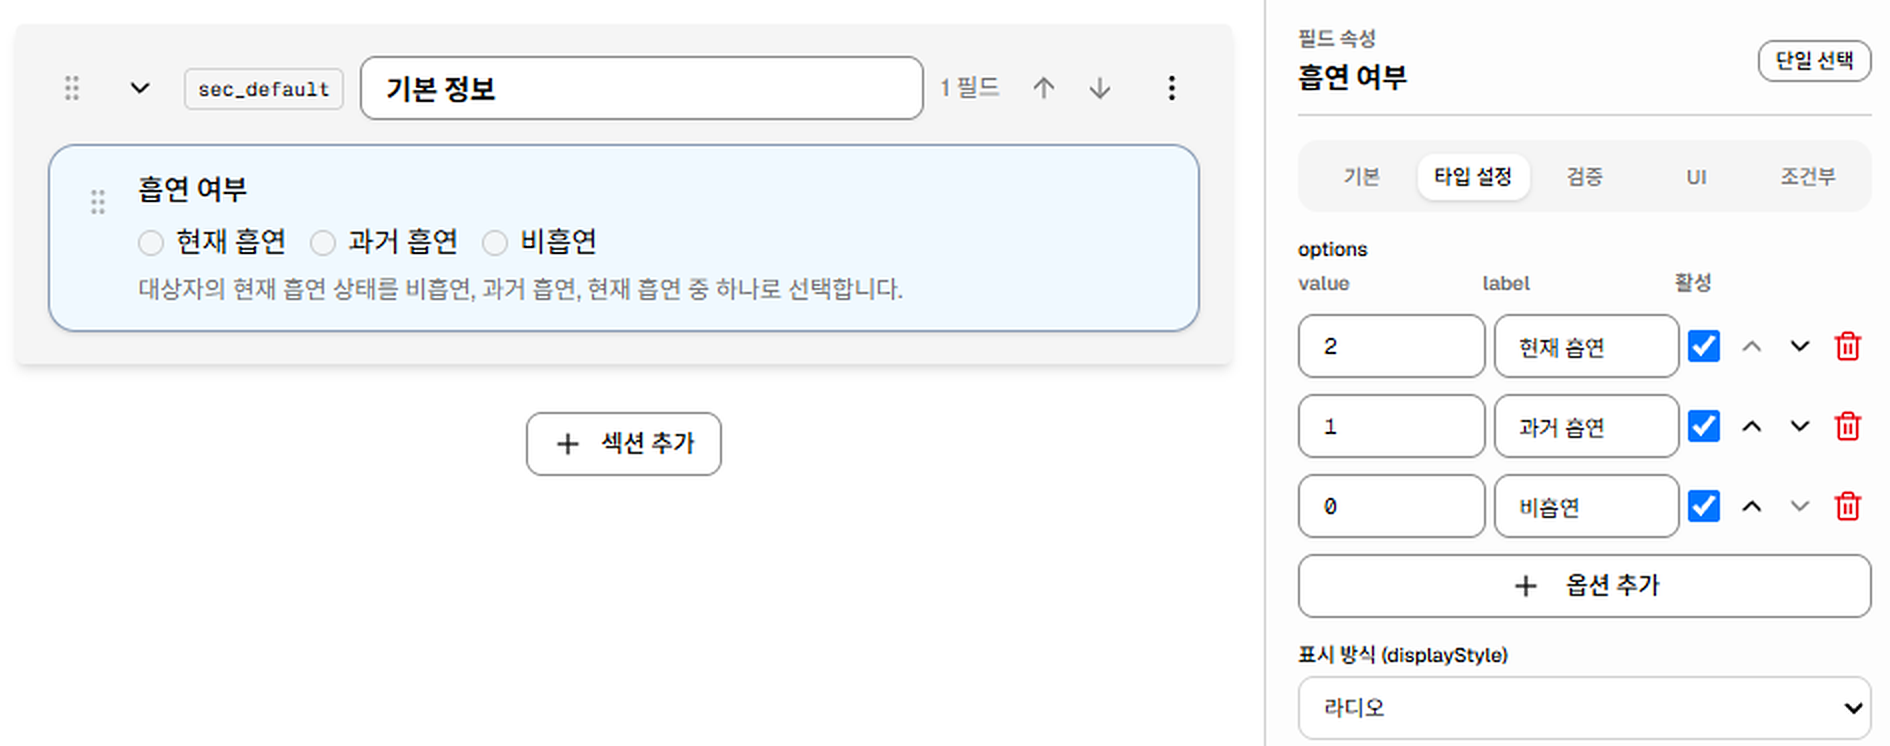 sec_default
기본 정보
1 필드
흡연 여부
현재 흡연 과거 흡연 비흡연
대상자의 현재 흡연 상태를 비흡연, 과거 흡연, 현재 흡연 중 하나로 선택합니다.
섹션 추가
필드 속성
흡연 여부
단일 선택
기본 타입 설정 검증 UI 조건부
options
value label 활성
2 현재 흡연
1 과거 흡연
0 비흡연
옵션 추가
표시 방식 (displayStyle)
라디오